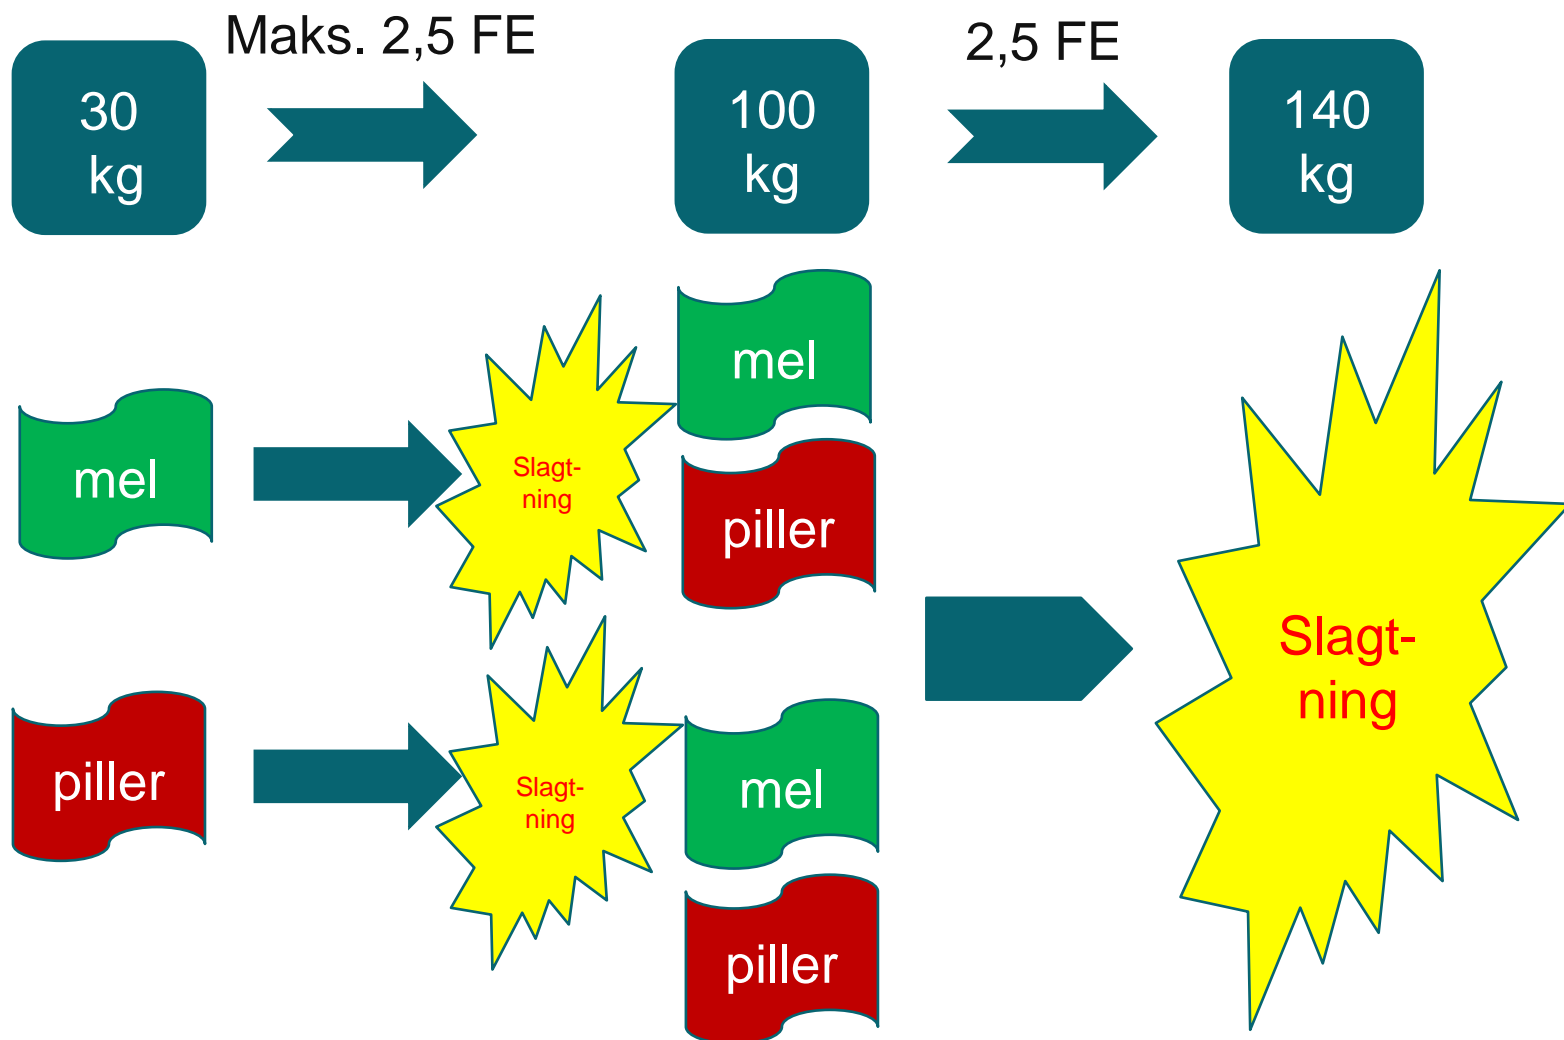 Maks. 2,5 FE
2,5 FE
30
kg
100
kg
140
kg
mel
Slagt-
ning
mel
piller
Slagt-
ning
piller
Slagt-
ning
mel
piller